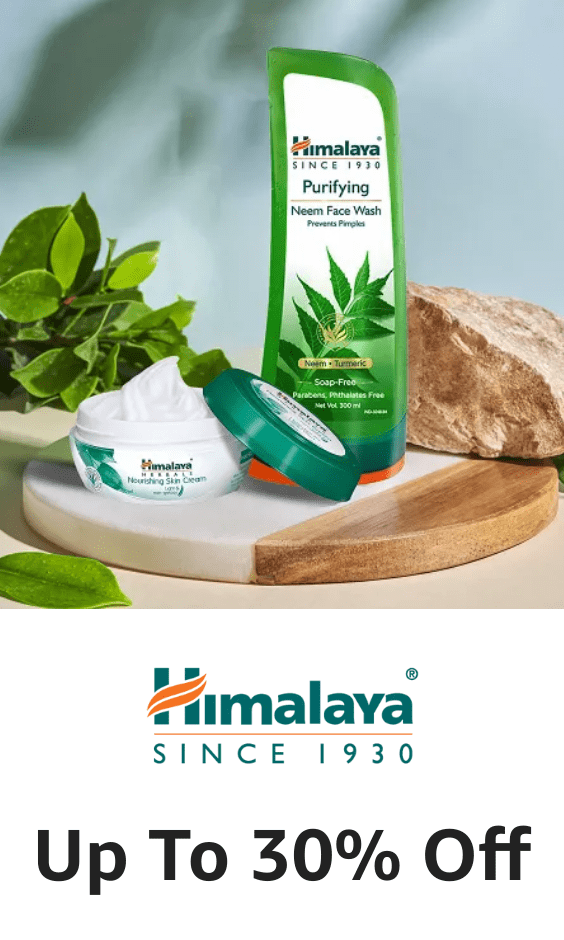 Himalaya®
SINCE 1930
Purifying
Neem Face Wash
Prevents Pimples
Neem • Turmeric
Soap-Free
Parabens, Phthalates Free
Net Vol. 300 ml
Himalaya
HERBALS
Nourishing Skin Cream
Himalaya
Himalaya®
SINCE 1930
Up To 30% Off